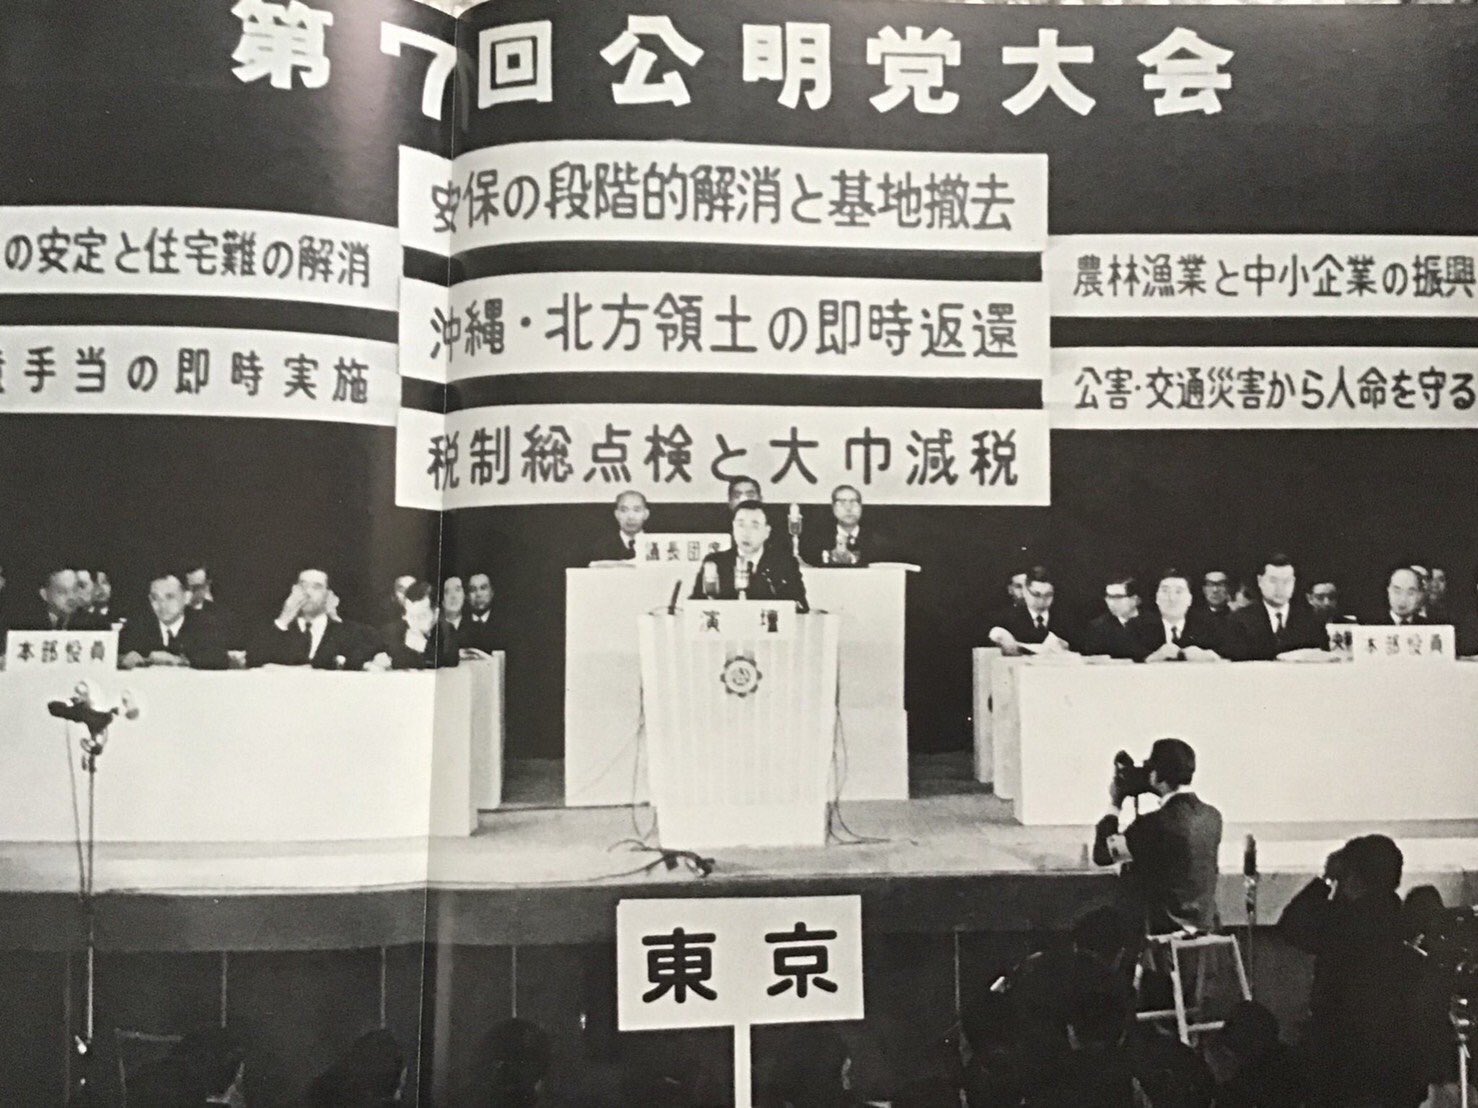 第7回公明党大会
安保の段階的解消と基地撤去
の安定と住宅難の解消
農林漁業と中小企業の振興
沖縄・北方領土の即時返還
手当の即時実施
公害・交通災害から人命を守る
税制総点検と大巾減税
議長団席
演壇
本部役員
本部役員
東京